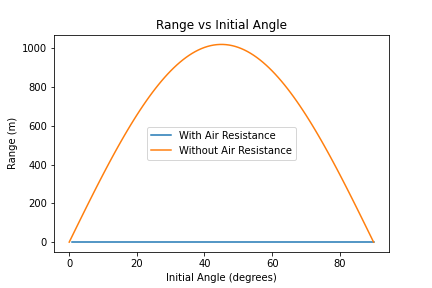 Range vs Initial Angle
Range (m)
1000
800
600
400
200
0
With Air Resistance
Without Air Resistance
0
20
40
60
80
Initial Angle (degrees)